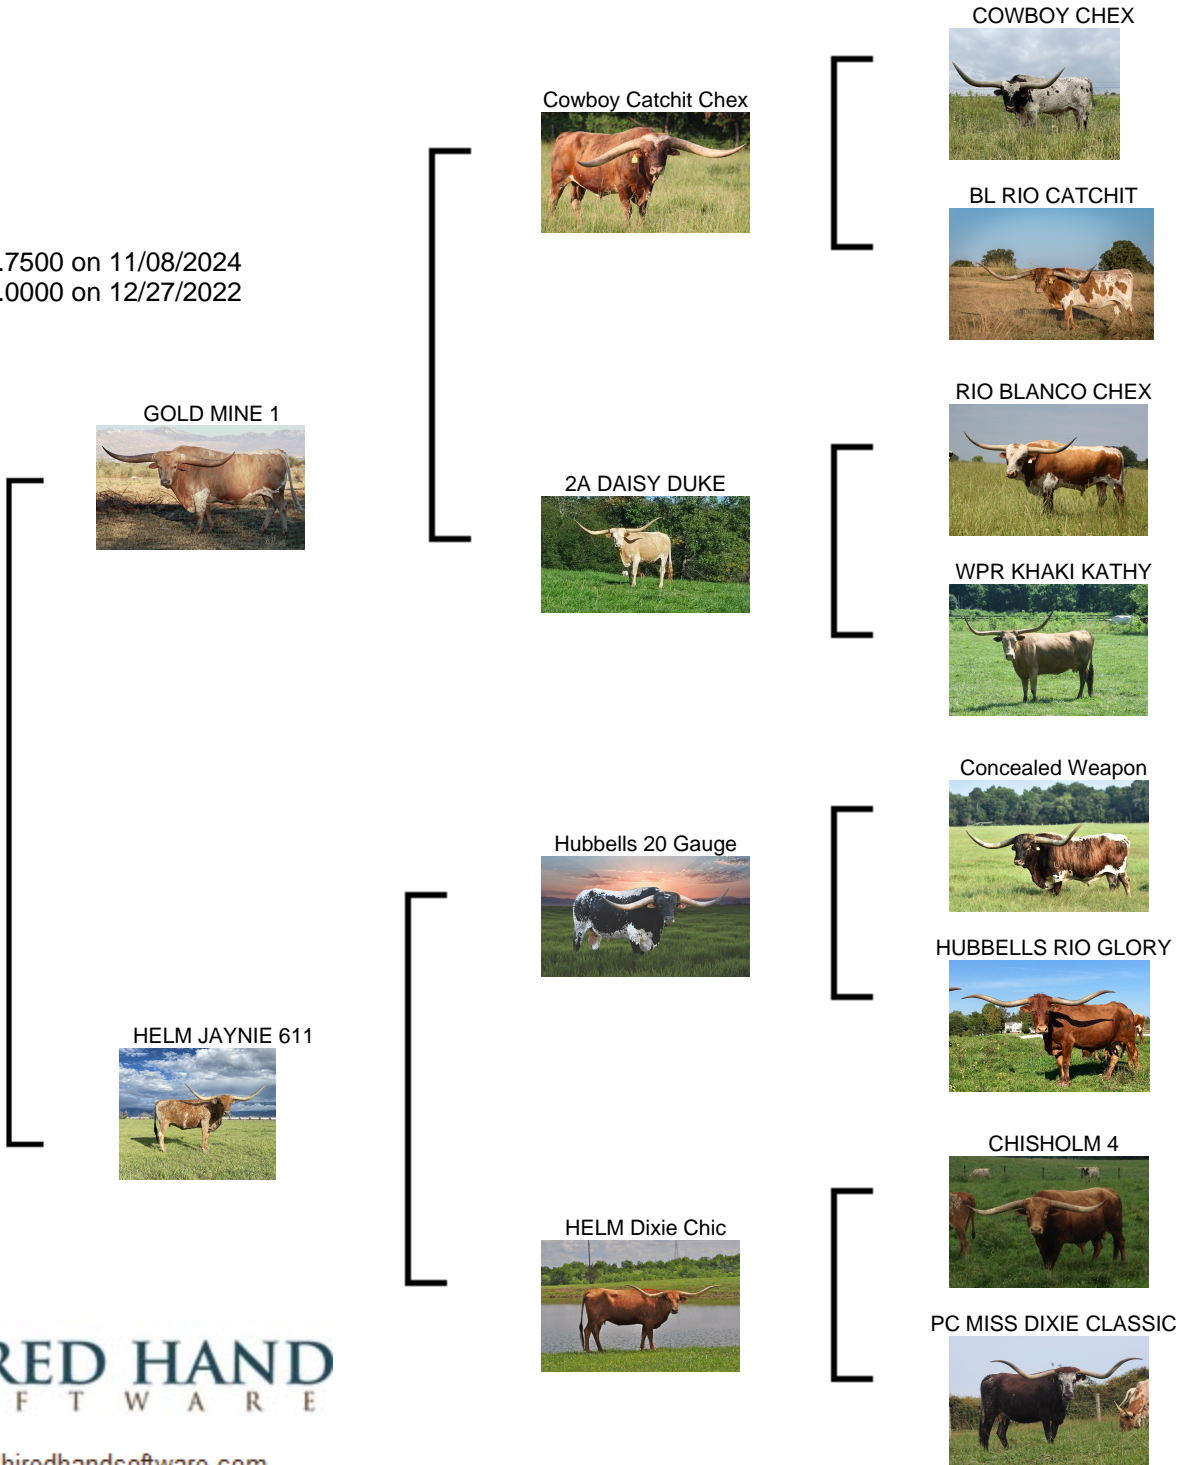 COWBOY CHEX
Cowboy Catchit Chex
BL RIO CATCHIT
.7500 on 11/08/2024
.0000 on 12/27/2022
RIO BLANCO CHEX
GOLD MINE 1
2A DAISY DUKE
WPR KHAKI KATHY
Concealed Weapon
Hubbells 20 Gauge
HUBBELLS RIO GLORY
HELM JAYNIE 611
CHISHOLM 4
HELM Dixie Chic
PC MISS DIXIE CLASSIC
RED HAND
F T W A R E
hiredhandsoftware.com